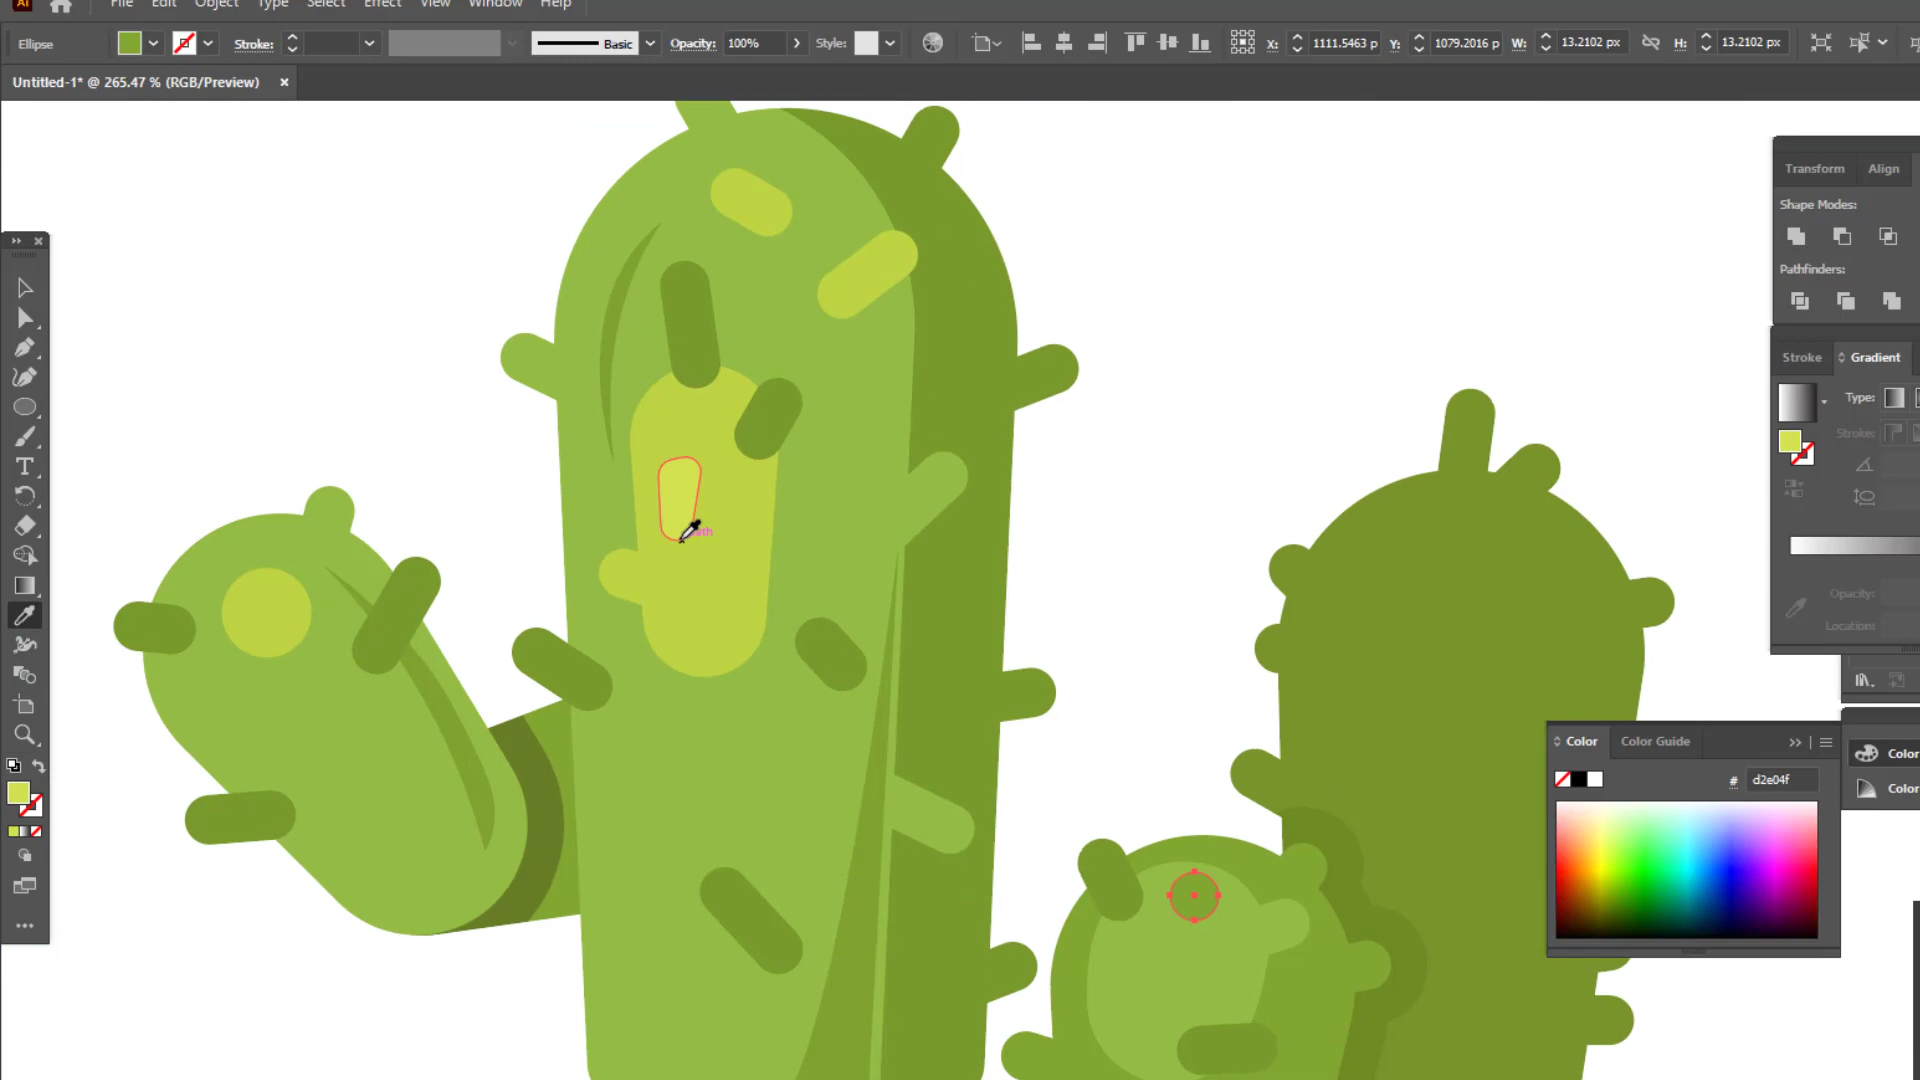 Ai File Edit Object Type Select Effect View Window Help
Ellipse Stroke: Basic Opacity: 100% Style: X: 1111.5463 p Y: 1079.2016 p W: 13.2102 px H: 13.2102 px
Untitled-1* @ 265.47 % (RGB/Preview) ×
Transform Align
Shape Modes:
Pathfinders:
Stroke Gradient
Type:
Stroke:
Opacity:
Location:
Color Color Guide
# d2e04f
Color
Color